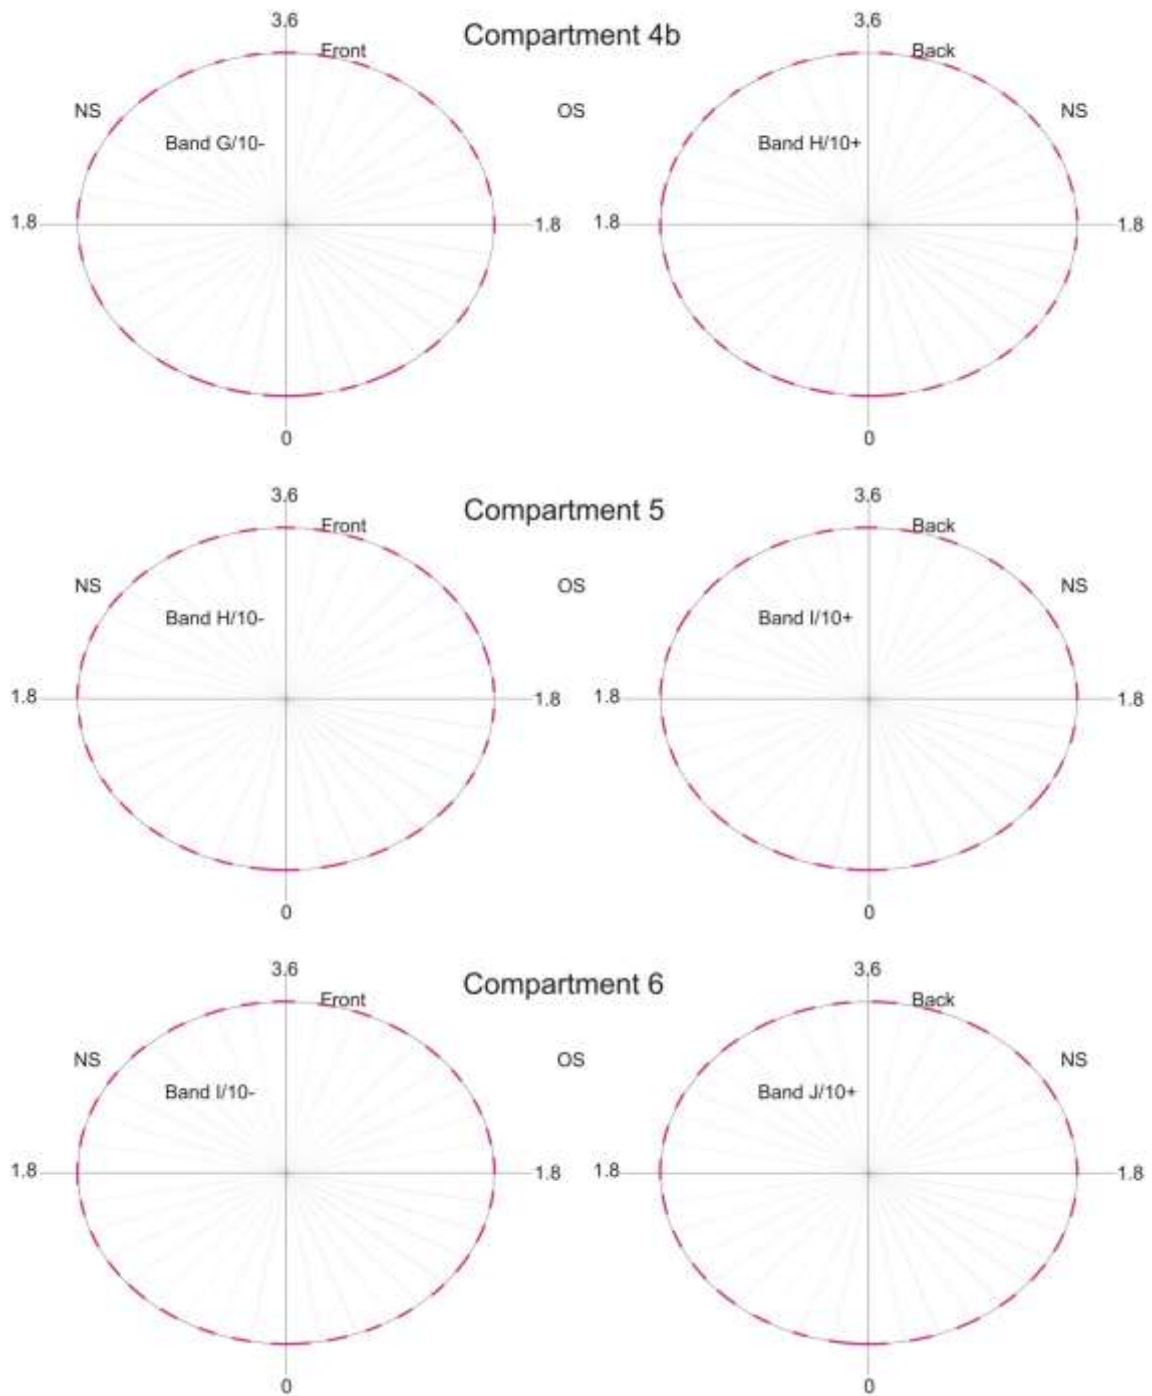 3.6
Compartment 4b
3.6
Front
Back
NS
OS
NS
Band G/10-
Band H/10+
1.8
1.8
1.8
1.8
0
0
3.6
Compartment 5
3.6
Front
Back
NS
OS
NS
Band H/10-
Band I/10+
1.8
1.8
1.8
1.8
0
0
3.6
Compartment 6
3.6
Front
Back
NS
OS
NS
Band I/10-
Band J/10+
1.8
1.8
1.8
1.8
0
0